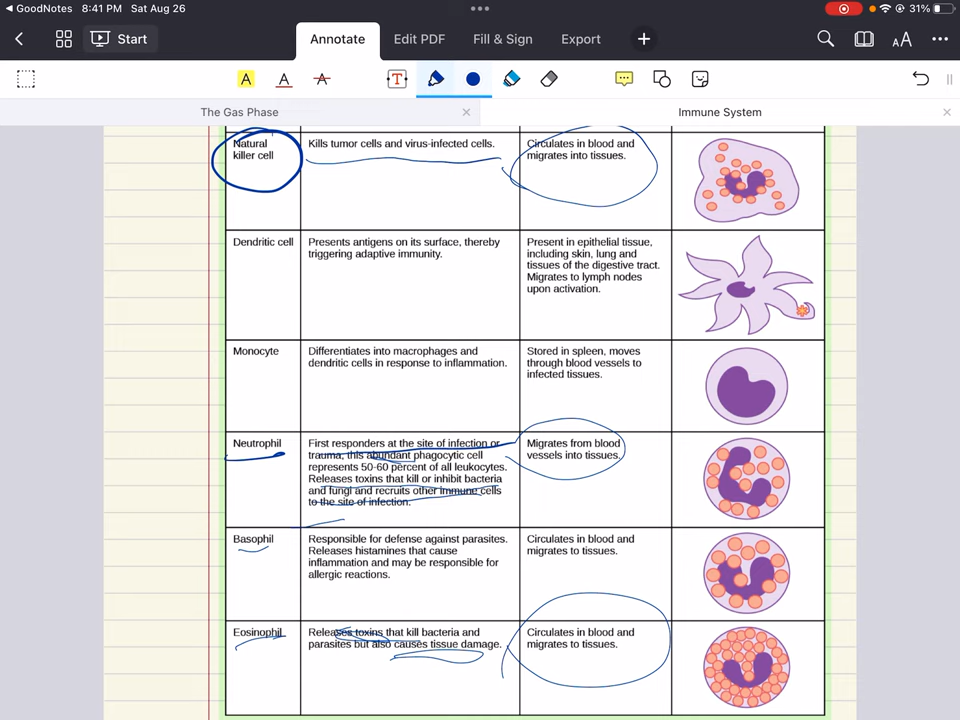 GoodNotes 8:41 PM Sat Aug 26 31%
Start Annotate Edit PDF Fill & Sign Export
A A A T
The Gas Phase Immune System
Natural
killer cell
Kills tumor cells and virus-infected cells.
Circulates in blood and
migrates into tissues.
Dendritic cell
Presents antigens on its surface, thereby
triggering adaptive immunity.
Present in epithelial tissue,
including skin, lung and
tissues of the digestive tract.
Migrates to lymph nodes
upon activation.
Monocyte
Differentiates into macrophages and
dendritic cells in response to inflammation.
Stored in spleen, moves
through blood vessels to
infected tissues.
Neutrophil
First responders at the site of infection or
trauma, this abundant phagocytic cell
represents 50-60 percent of all leukocytes.
Releases toxins that kill or inhibit bacteria
and fungi and recruits other immune cells
to the site of infection.
Migrates from blood
vessels into tissues.
Basophil
Responsible for defense against parasites.
Releases histamines that cause
inflammation and may be responsible for
allergic reactions.
Circulates in blood and
migrates to tissues.
Eosinophil
Releases toxins that kill bacteria and
parasites but also causes tissue damage.
Circulates in blood and
migrates to tissues.